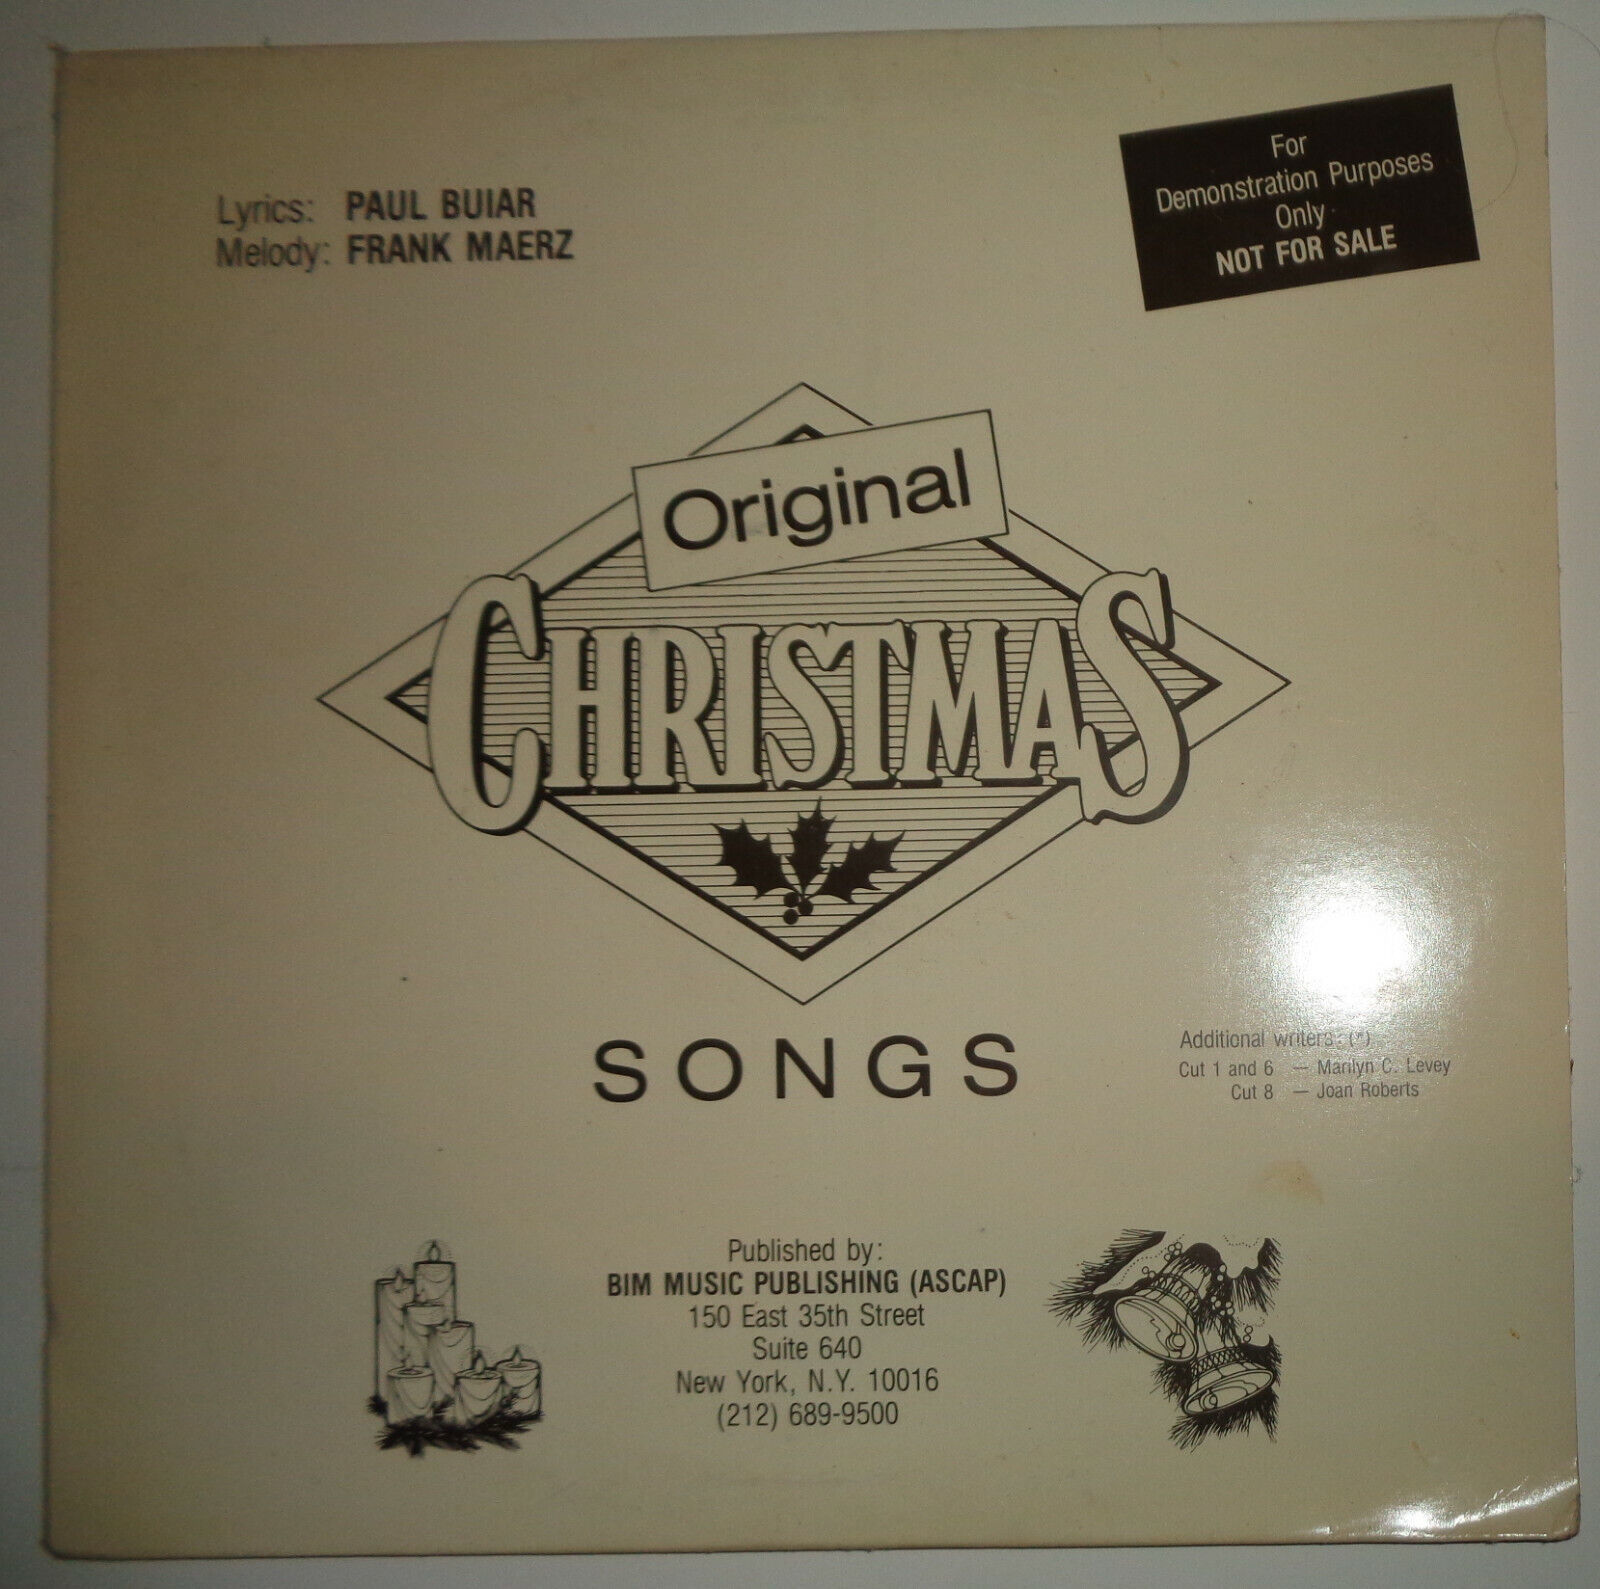 Lyrics: PAUL BUIAR
Melody: FRANK MAERZ
For
Demonstration Purposes
Only
NOT FOR SALE
Original
CHRISTMAS
SONGS
Additional writers: (*)
Cut 1 and 6 — Marilyn C. Levey
Cut 8 — Joan Roberts
Published by:
BIM MUSIC PUBLISHING (ASCAP)
150 East 35th Street
Suite 640
New York, N.Y. 10016
(212) 689-9500